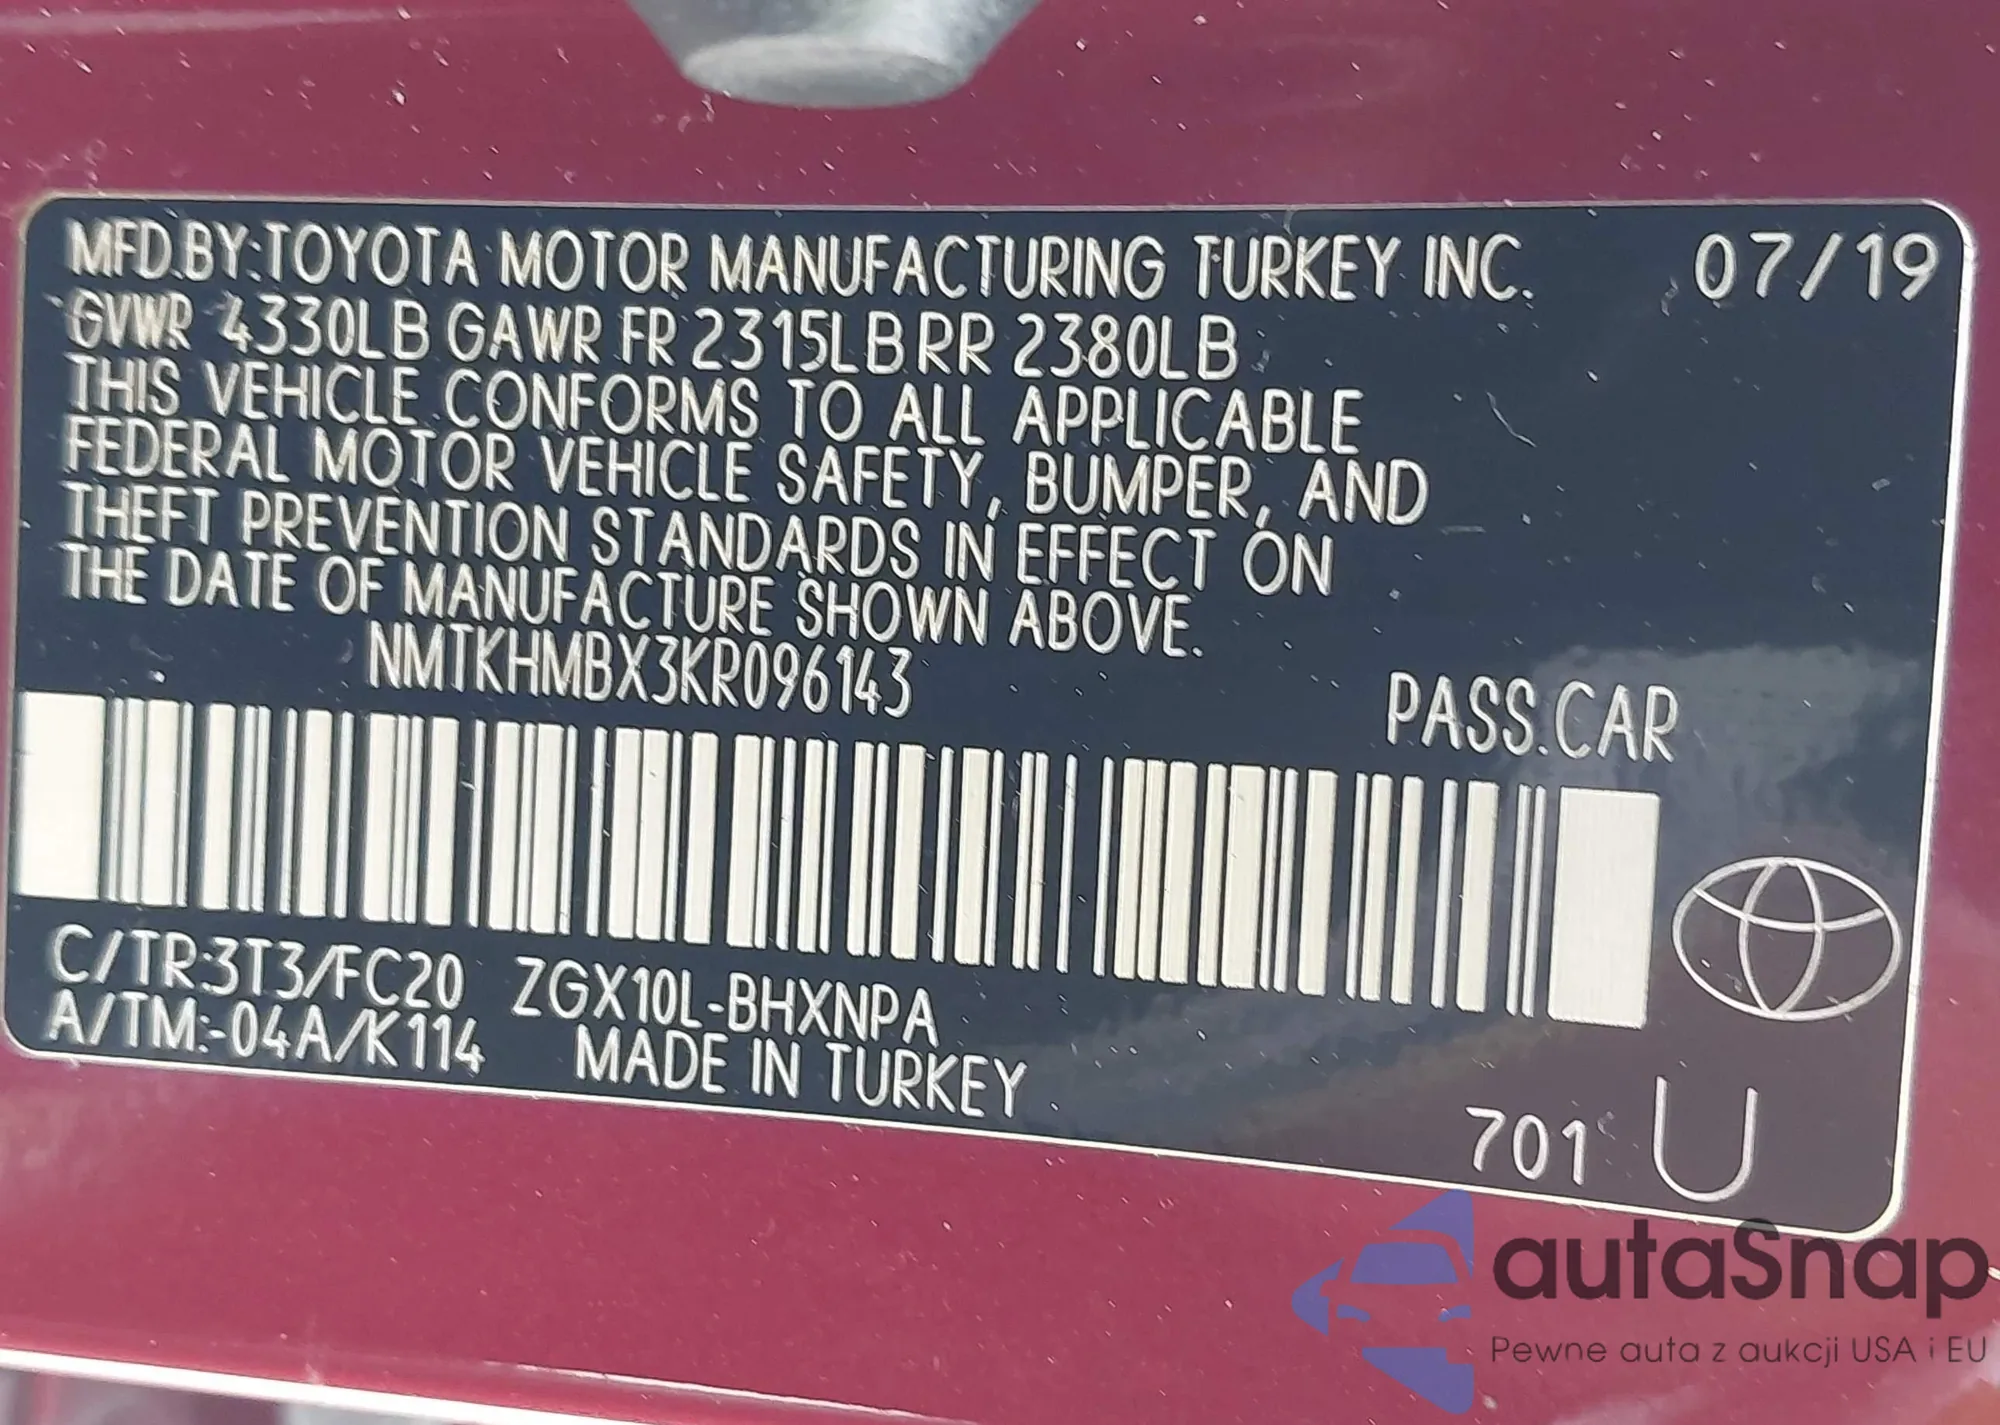 MFD.BY:TOYOTA MOTOR MANUFACTURING TURKEY INC. 07/19
GVWR 4330LB GAWR FR 2315LB RR 2380LB
THIS VEHICLE CONFORMS TO ALL APPLICABLE
FEDERAL MOTOR VEHICLE SAFETY, BUMPER, AND
THEFT PREVENTION STANDARDS IN EFFECT ON
THE DATE OF MANUFACTURE SHOWN ABOVE.
NMTKHMBX3KR096143
PASS.CAR
C/TR:3T3/FC20 ZGX10L-BHXNPA
A/TM:-04A/K114 MADE IN TURKEY
701 U
autaSnap
Pewne auta z aukcji USA i EU